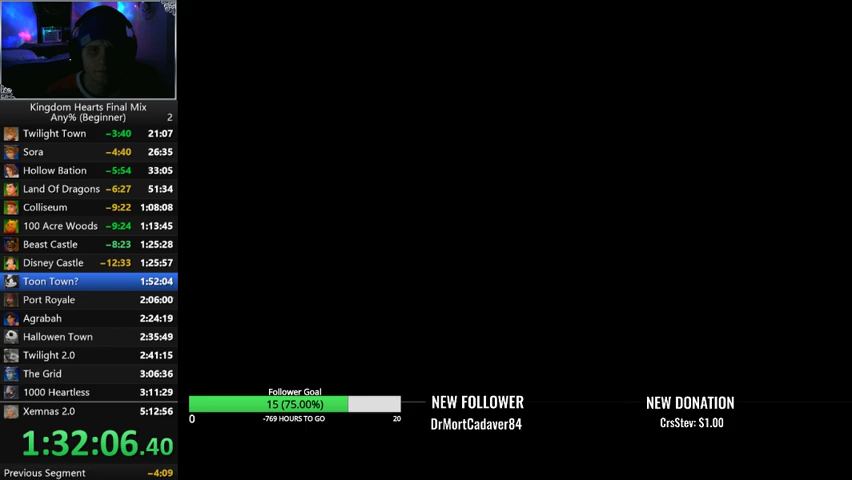 Kingdom Hearts Final Mix
Any% (Beginner) 2
Twilight Town −3:40 21:07
Sora −4:40 26:35
Hollow Bation −5:54 33:05
Land Of Dragons −6:27 51:34
Colliseum −9:22 1:08:08
100 Acre Woods −9:24 1:13:45
Beast Castle −8:23 1:25:28
Disney Castle −12:33 1:25:57
Toon Town? 1:52:04
Port Royale 2:06:00
Agrabah 2:24:19
Hallowen Town 2:35:49
Twilight 2.0 2:41:15
The Grid 3:06:36
1000 Heartless 3:11:29
Xemnas 2.0 5:12:56
1:32:06.40
Previous Segment −4:09
Follower Goal
15 (75.00%)
0 -769 HOURS TO GO 20
NEW FOLLOWER
DrMortCadaver84
NEW DONATION
CrsStev: $1.00